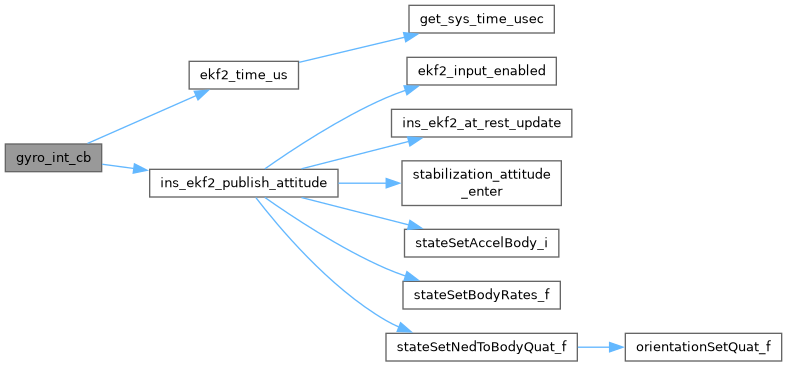 get_sys_time_usec
ekf2_time_us
ekf2_input_enabled
ins_ekf2_at_rest_update
gyro_int_cb
ins_ekf2_publish_attitude
stabilization_attitude
_enter
stateSetAccelBody_i
stateSetBodyRates_f
stateSetNedToBodyQuat_f
orientationSetQuat_f